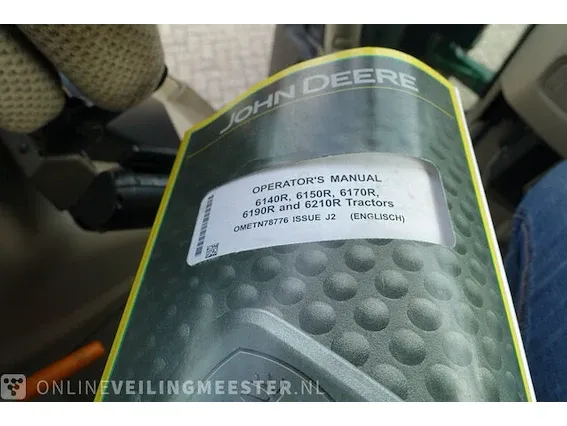 JOHN DEERE
OPERATOR'S MANUAL
6140R, 6150R, 6170R,
6190R and 6210R Tractors
OMETN78776 ISSUE J2 (ENGLISCH)
ONLINEVEILINGMEESTER.NL